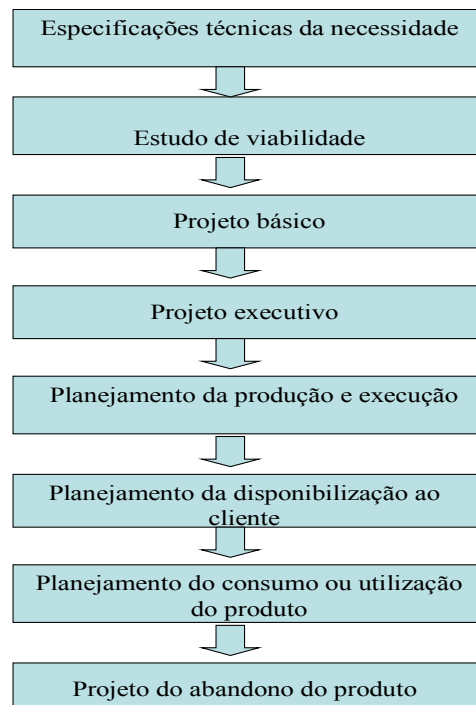 Especificações técnicas da necessidade
Estudo de viabilidade
Projeto básico
Projeto executivo
Planejamento da produção e execução
Planejamento da disponibilização ao
cliente
Planejamento do consumo ou utilização
do produto
Projeto do abandono do produto